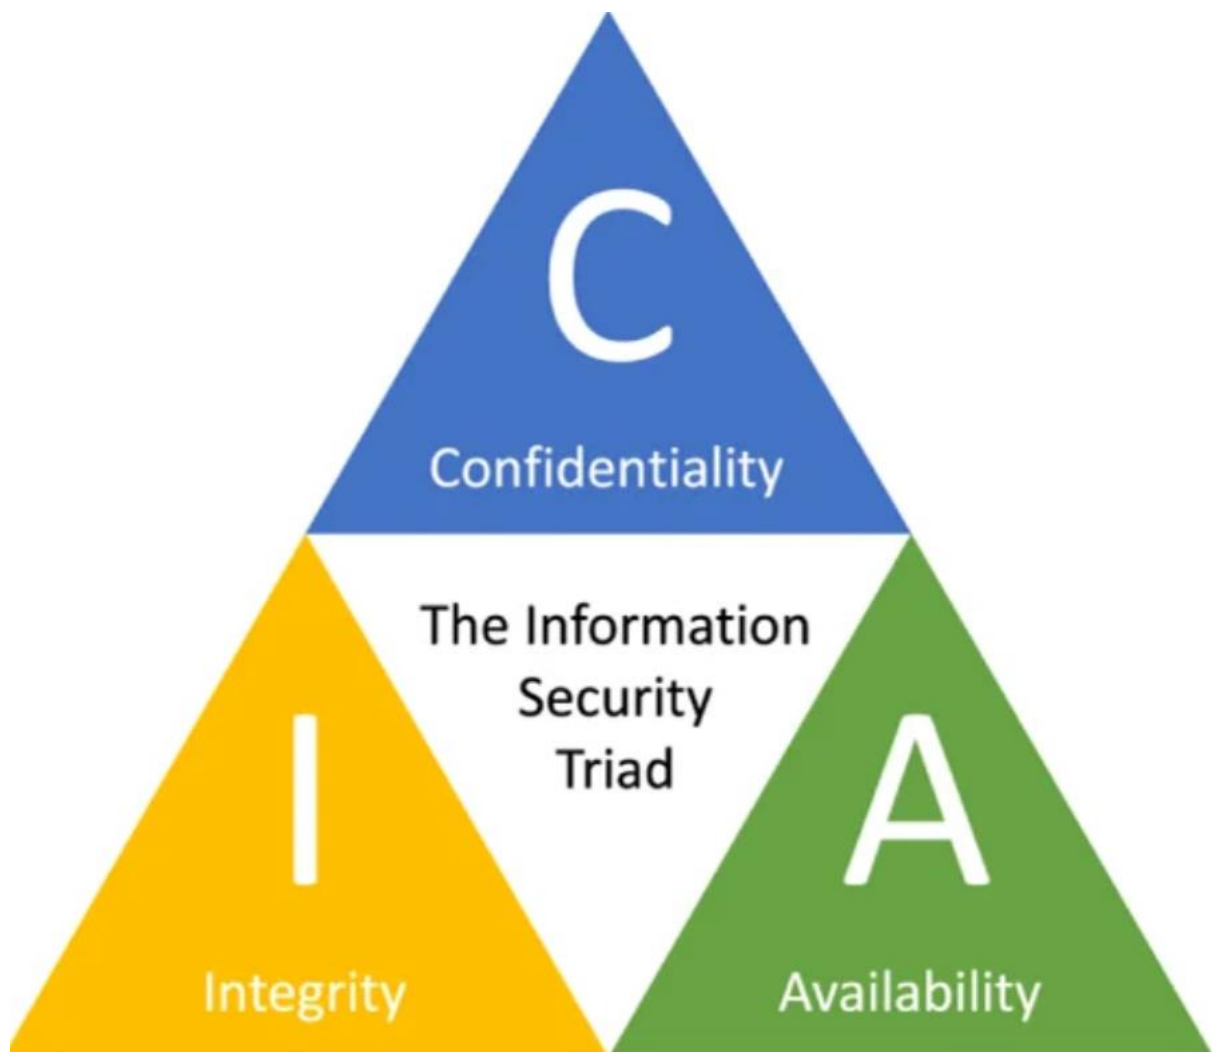 C
Confidentiality
The Information
Security
Triad
I
Integrity
A
Availability